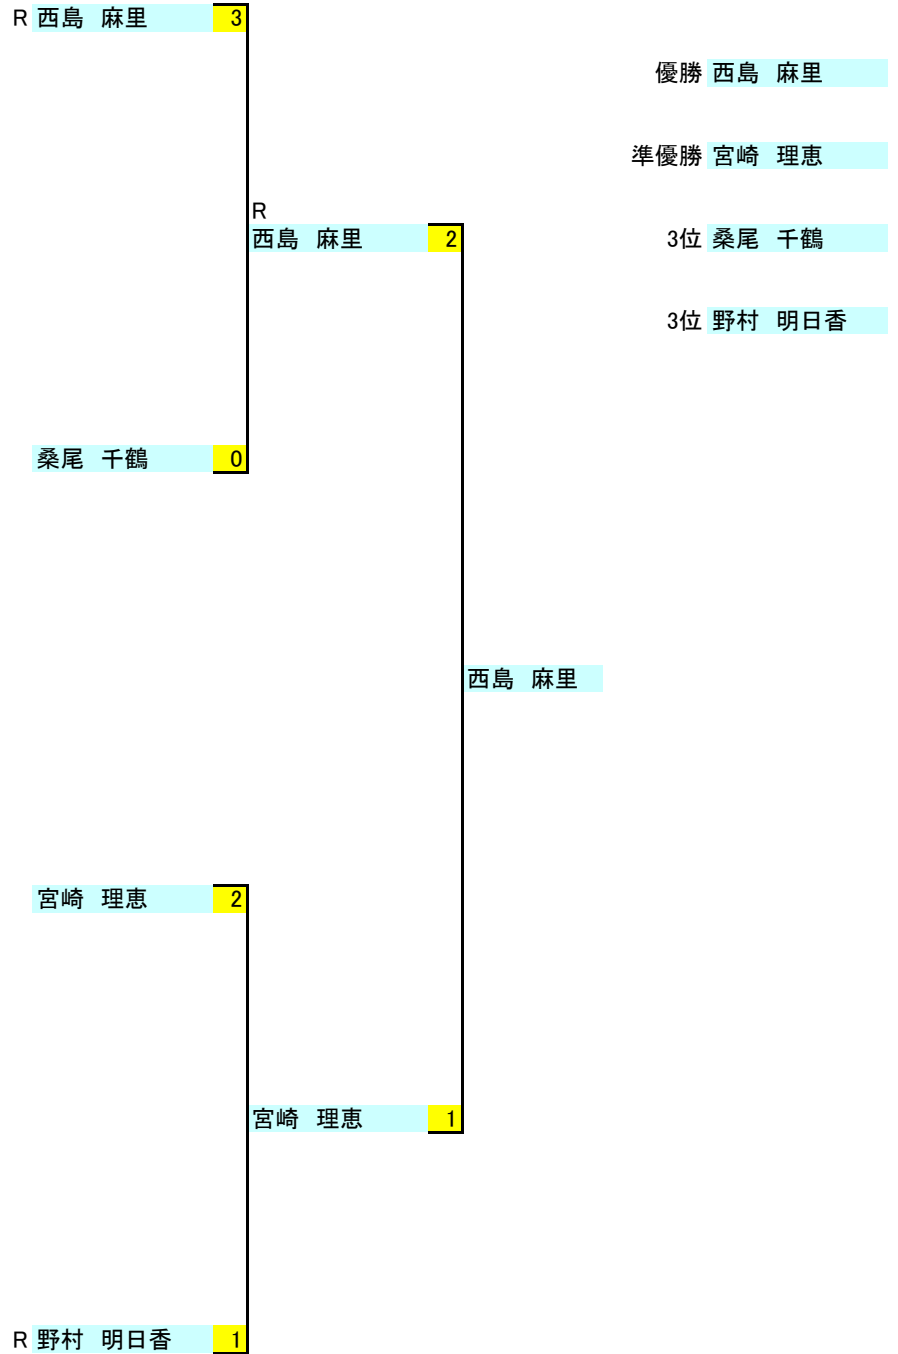 R 西島 麻里 3
優勝 西島 麻里
準優勝 宮崎 理恵
R
西島 麻里 2
3位 桑尾 千鶴
3位 野村 明日香
桑尾 千鶴 0
西島 麻里
宮崎 理恵 2
宮崎 理恵 1
R 野村 明日香 1